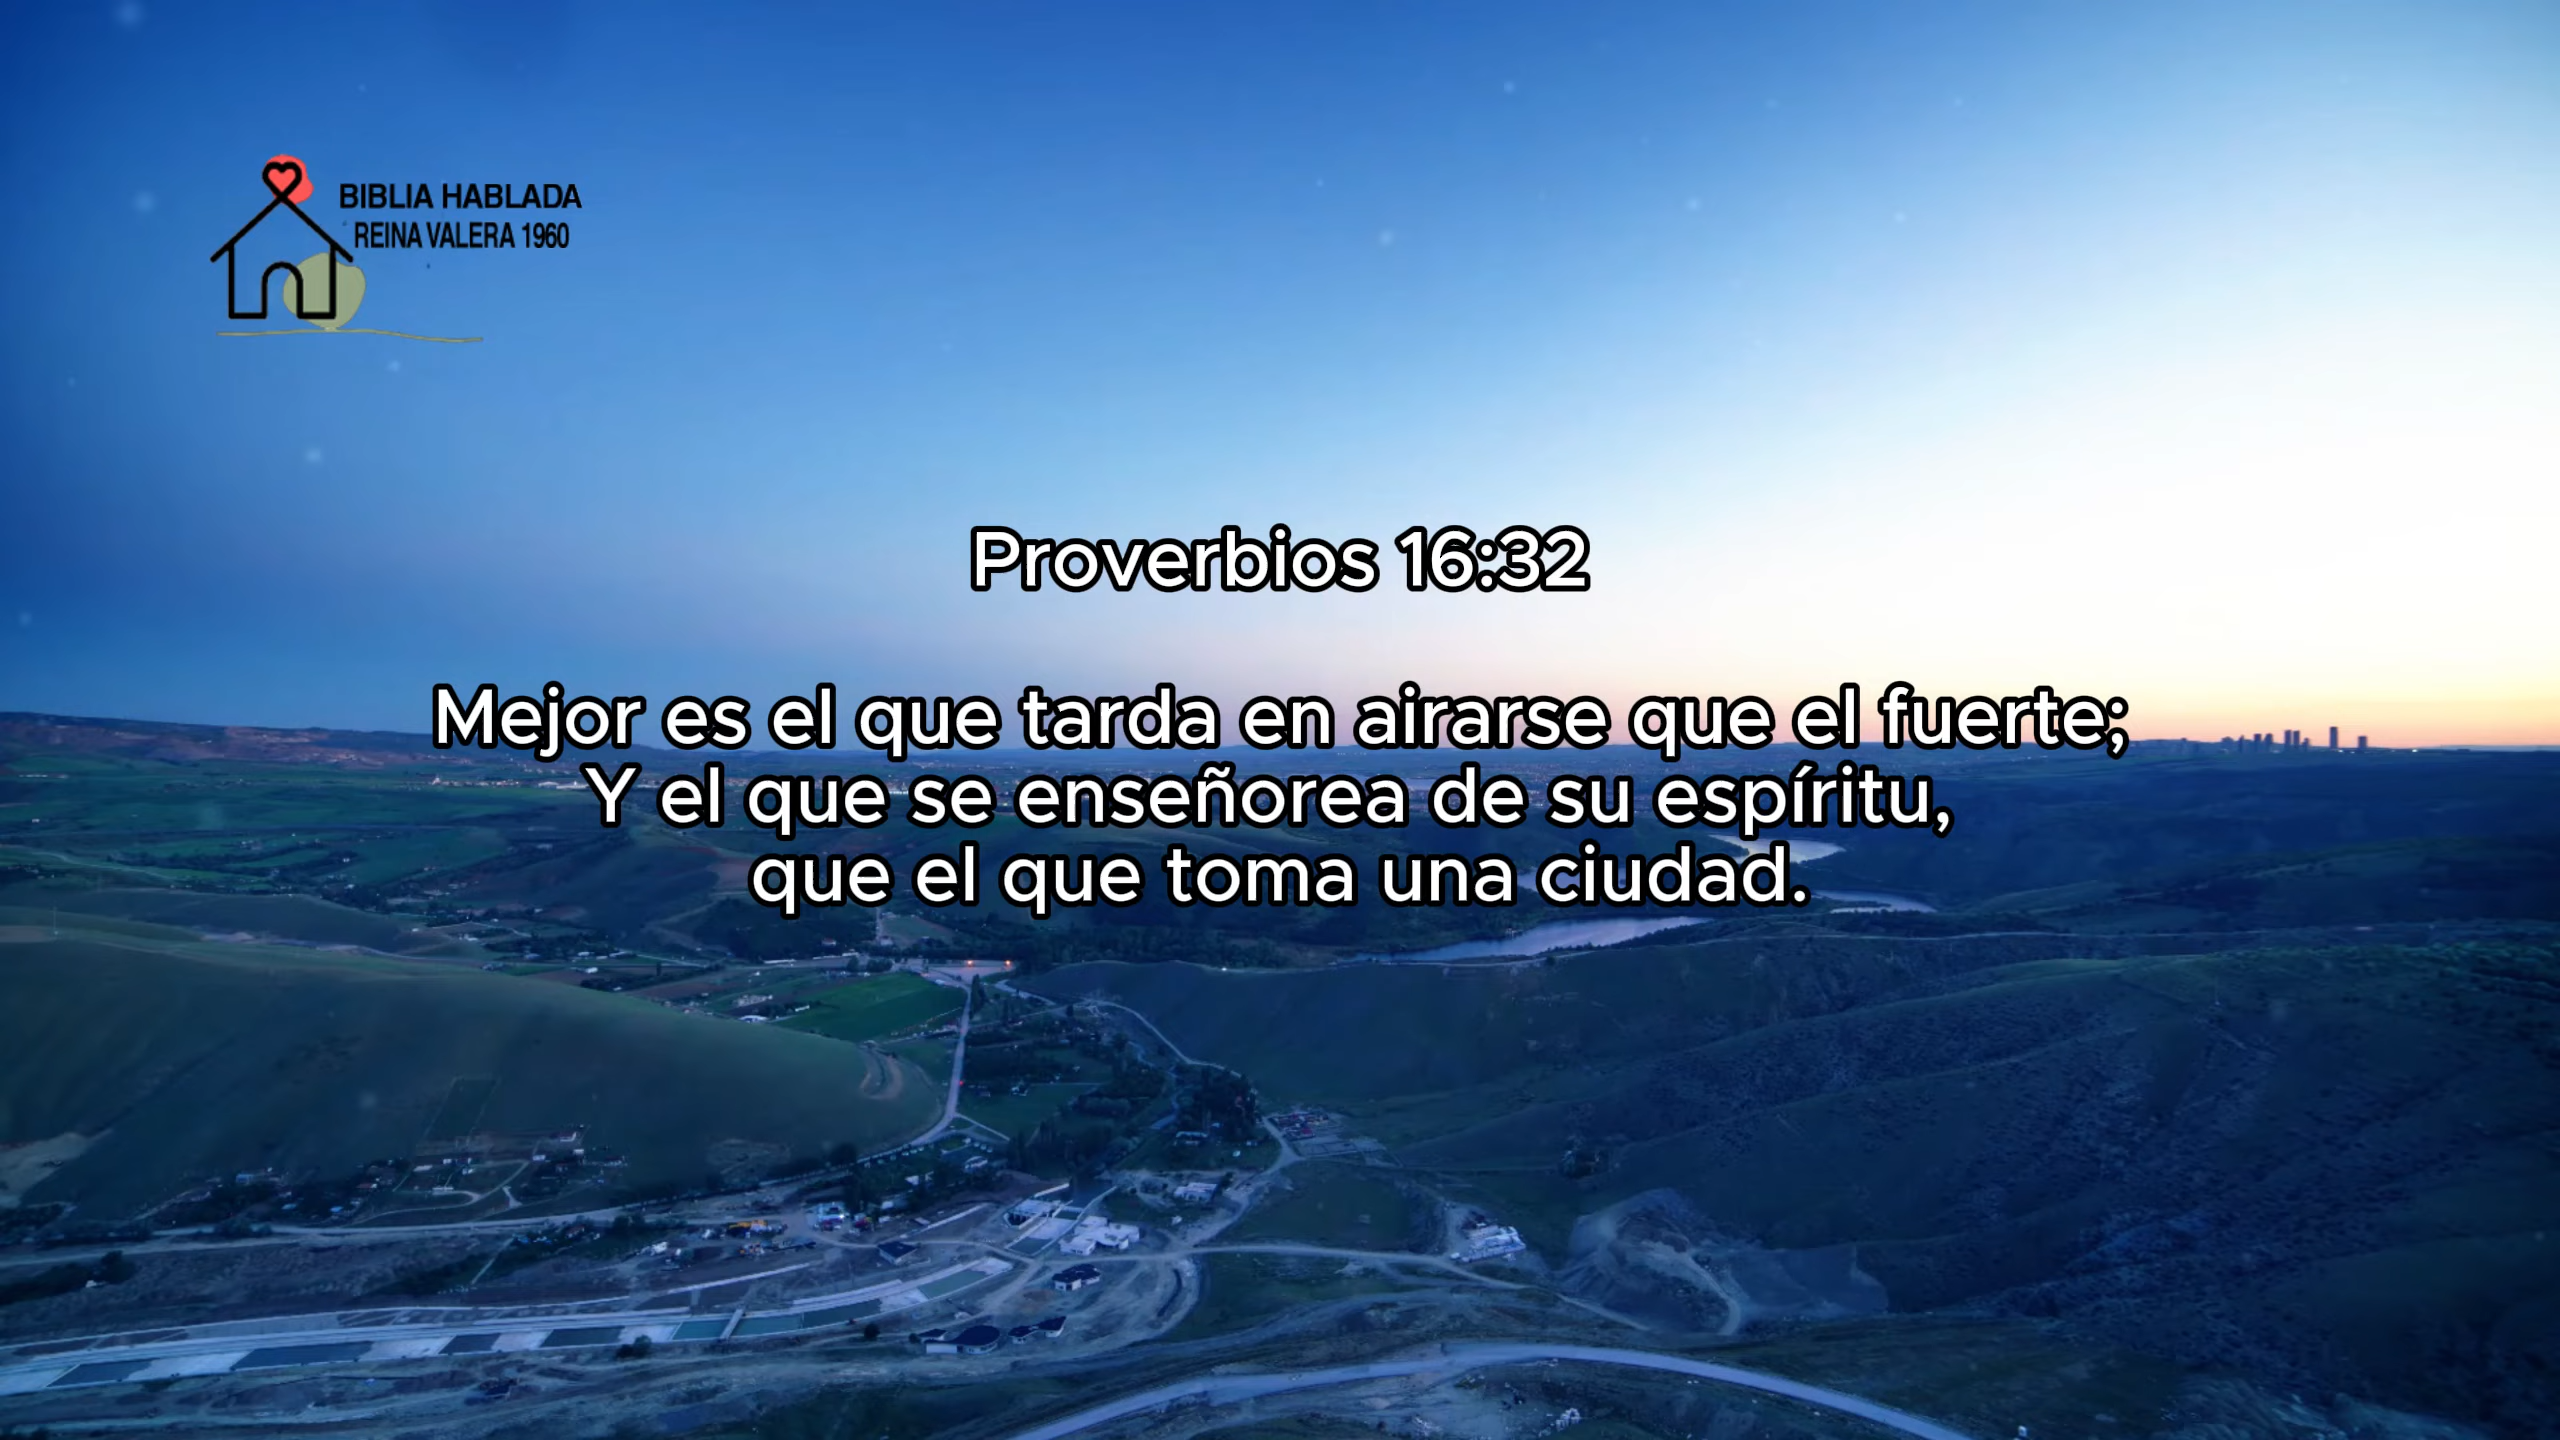 BIBLIA HABLADA
REINA VALERA 1960
Proverbios 16:32
Mejor es el que tarda en airarse que el fuerte;
Y el que se enseñorea de su espíritu,
que el que toma una ciudad.